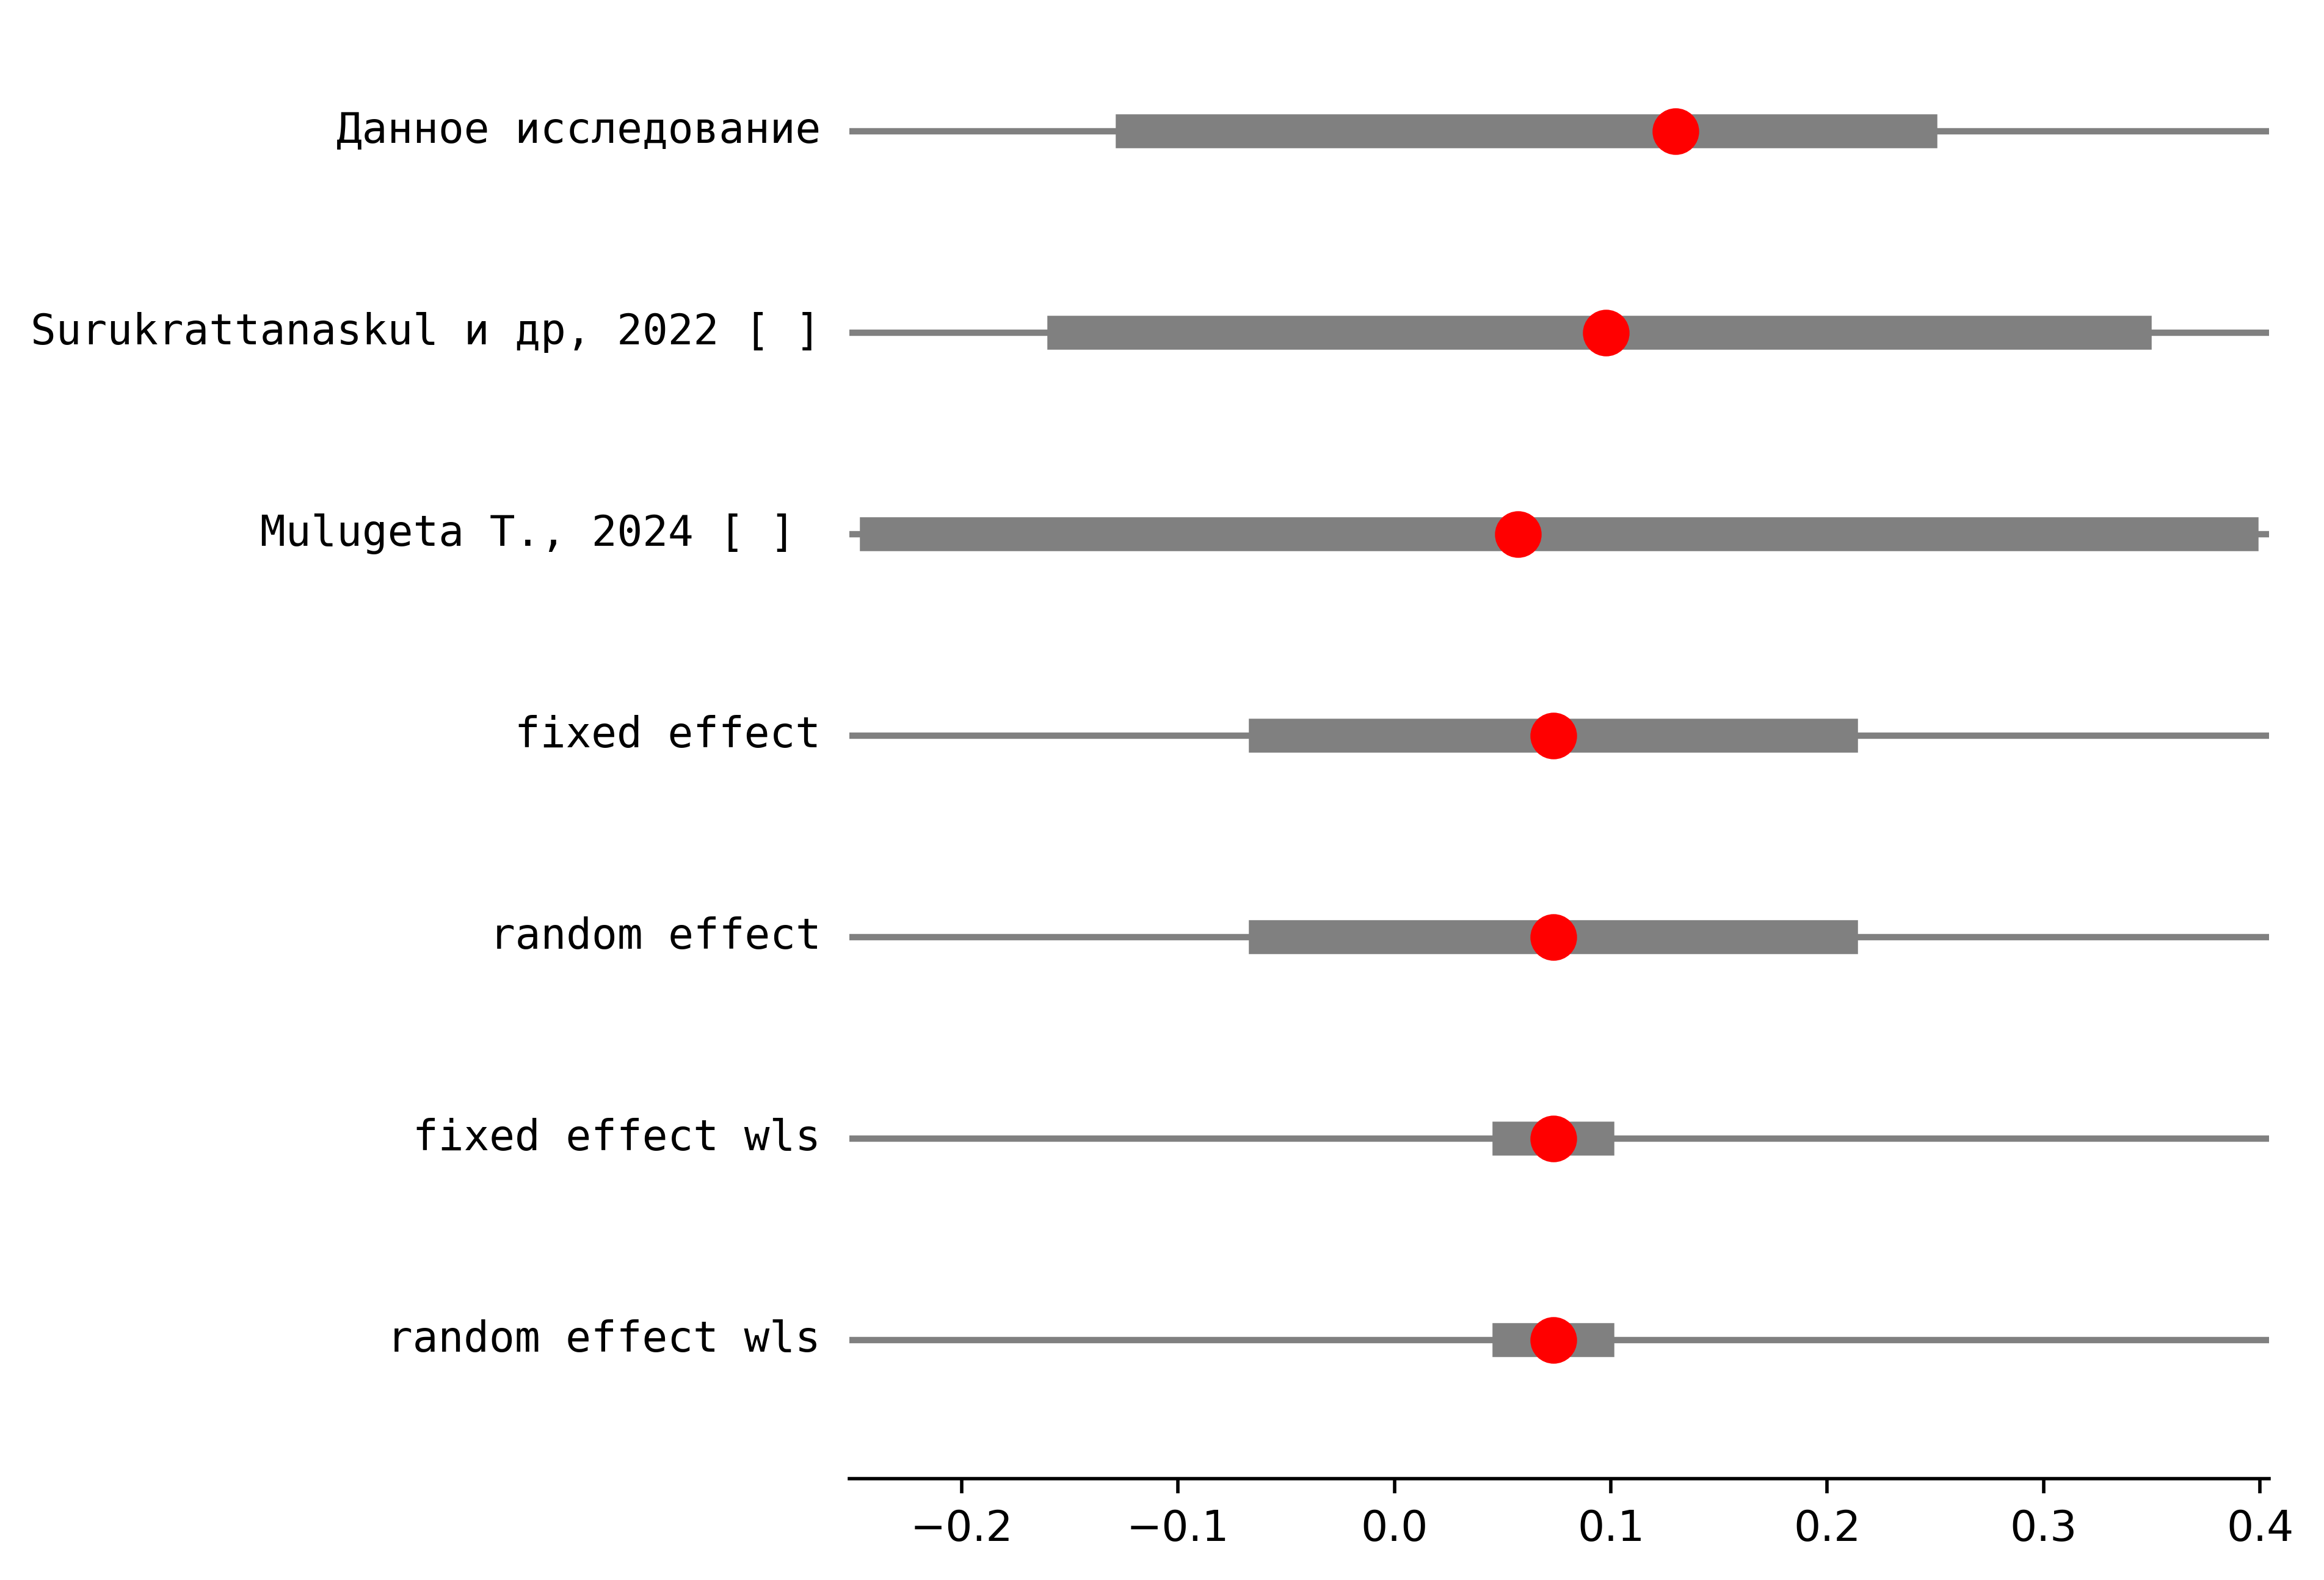 Данное исследование
Surukrattanaskul и др, 2022 [ ]
Mulugeta T., 2024 [ ]
fixed effect
random effect
fixed effect wls
random effect wls
−0.2 −0.1 0.0 0.1 0.2 0.3 0.4